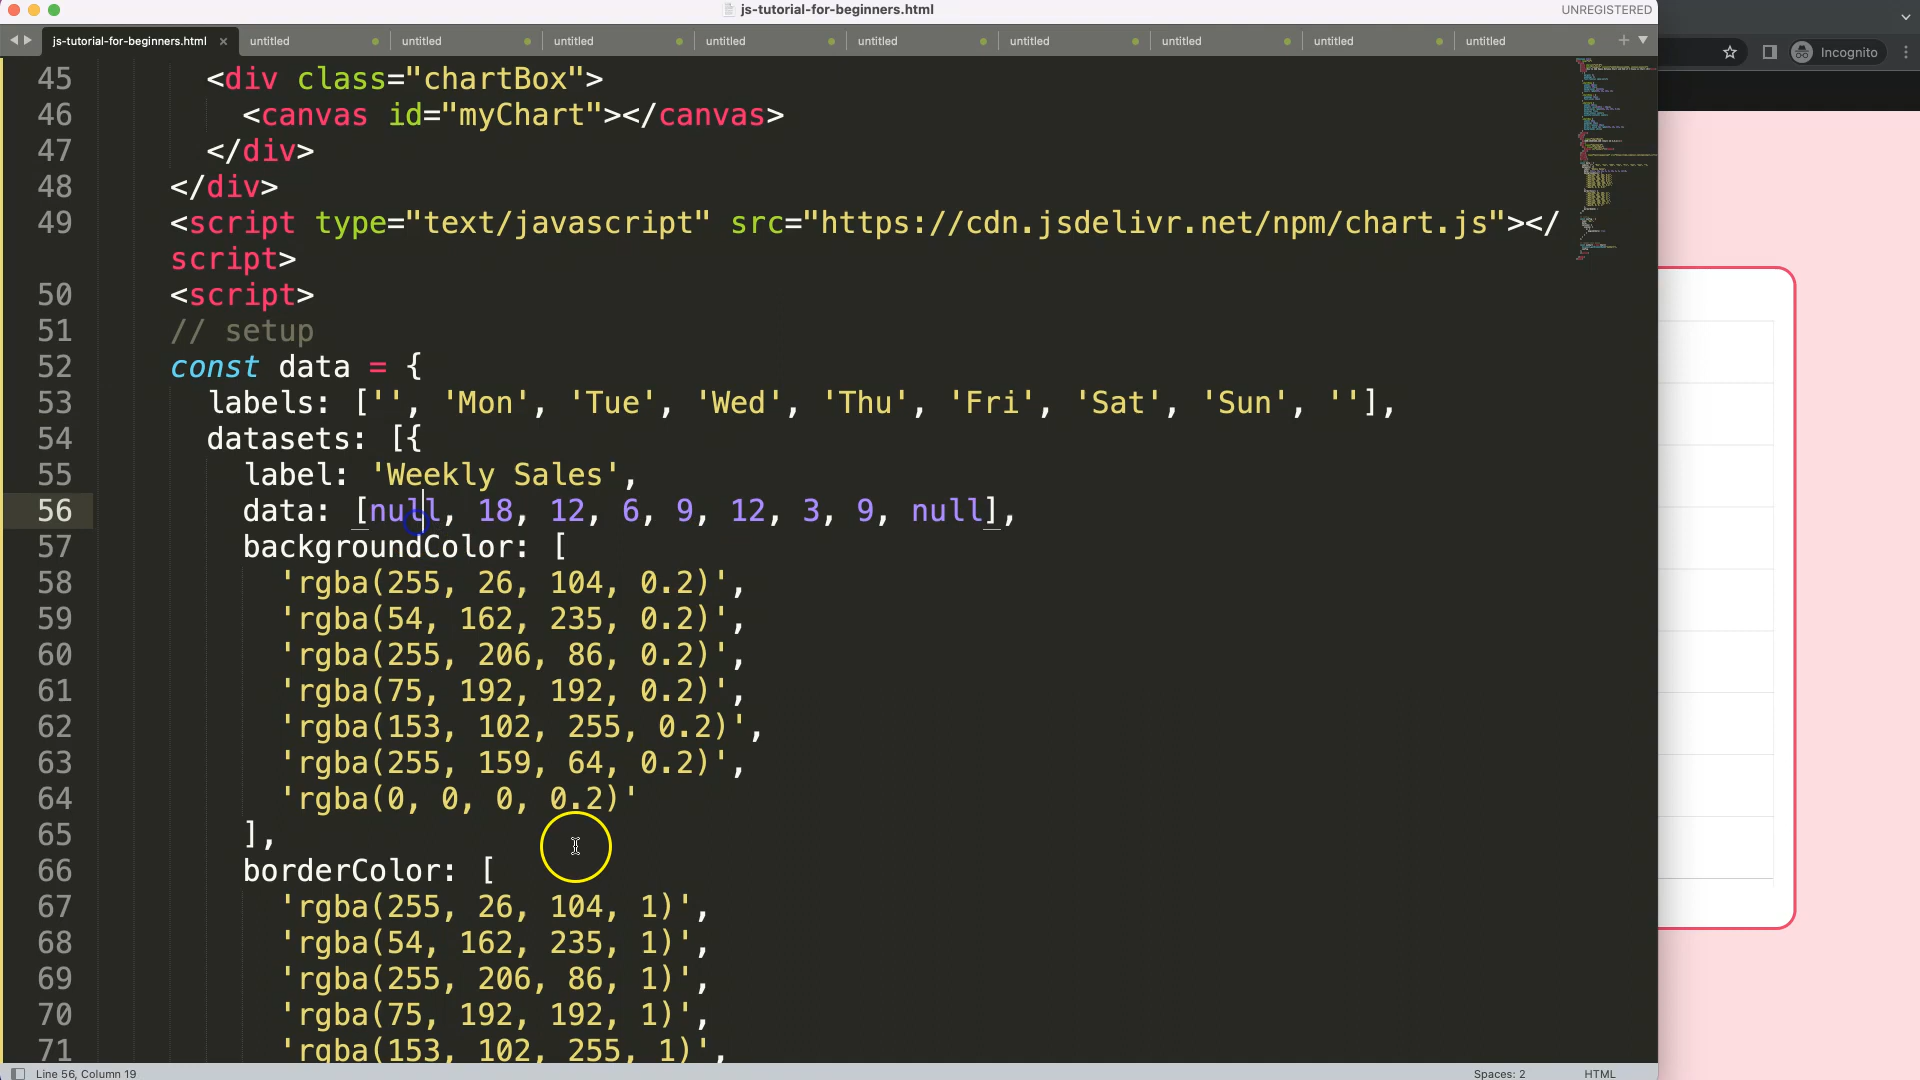 js-tutorial-for-beginners.html
UNREGISTERED
js-tutorial-for-beginners.html × untitled untitled untitled untitled untitled untitled untitled untitled untitled
Incognito
45 <div class="chartBox">
46 <canvas id="myChart"></canvas>
47 </div>
48 </div>
49 <script type="text/javascript" src="https://cdn.jsdelivr.net/npm/chart.js"></
script>
50 <script>
51 // setup
52 const data = {
53 labels: ['', 'Mon', 'Tue', 'Wed', 'Thu', 'Fri', 'Sat', 'Sun', ''],
54 datasets: [{
55 label: 'Weekly Sales',
56 data: [null, 18, 12, 6, 9, 12, 3, 9, null],
57 backgroundColor: [
58 'rgba(255, 26, 104, 0.2)',
59 'rgba(54, 162, 235, 0.2)',
60 'rgba(255, 206, 86, 0.2)',
61 'rgba(75, 192, 192, 0.2)',
62 'rgba(153, 102, 255, 0.2)',
63 'rgba(255, 159, 64, 0.2)',
64 'rgba(0, 0, 0, 0.2)'
65 ],
66 borderColor: [
67 'rgba(255, 26, 104, 1)',
68 'rgba(54, 162, 235, 1)',
69 'rgba(255, 206, 86, 1)',
70 'rgba(75, 192, 192, 1)',
71 'rgba(153, 102, 255, 1)',
Line 56, Column 19
Spaces: 2
HTML